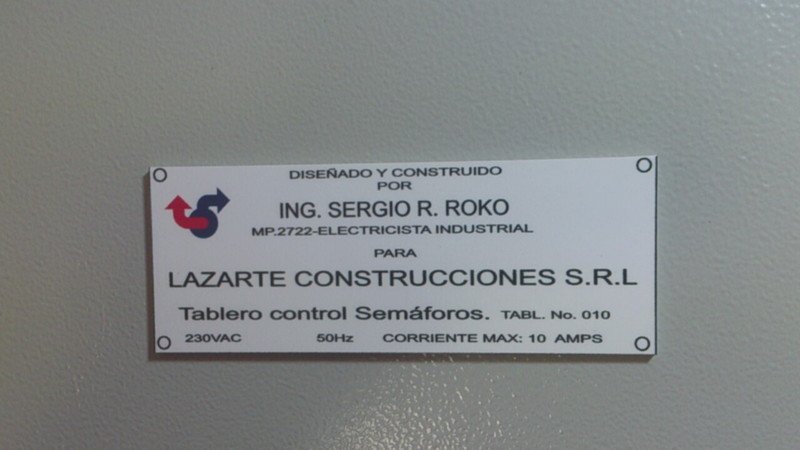 DISEÑADO Y CONSTRUIDO
POR
ING. SERGIO R. ROKO
MP.2722-ELECTRICISTA INDUSTRIAL
PARA
LAZARTE CONSTRUCCIONES S.R.L
Tablero control Semáforos. TABL. No. 010
230VAC 50Hz CORRIENTE MAX: 10 AMPS